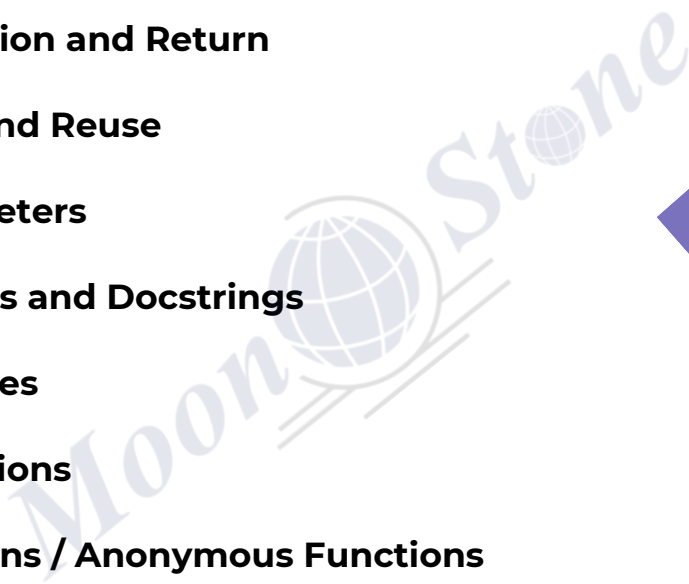 ion and Return
nd Reuse
eters
s and Docstrings
es
ions
ns / Anonymous Functions
Moon Stone